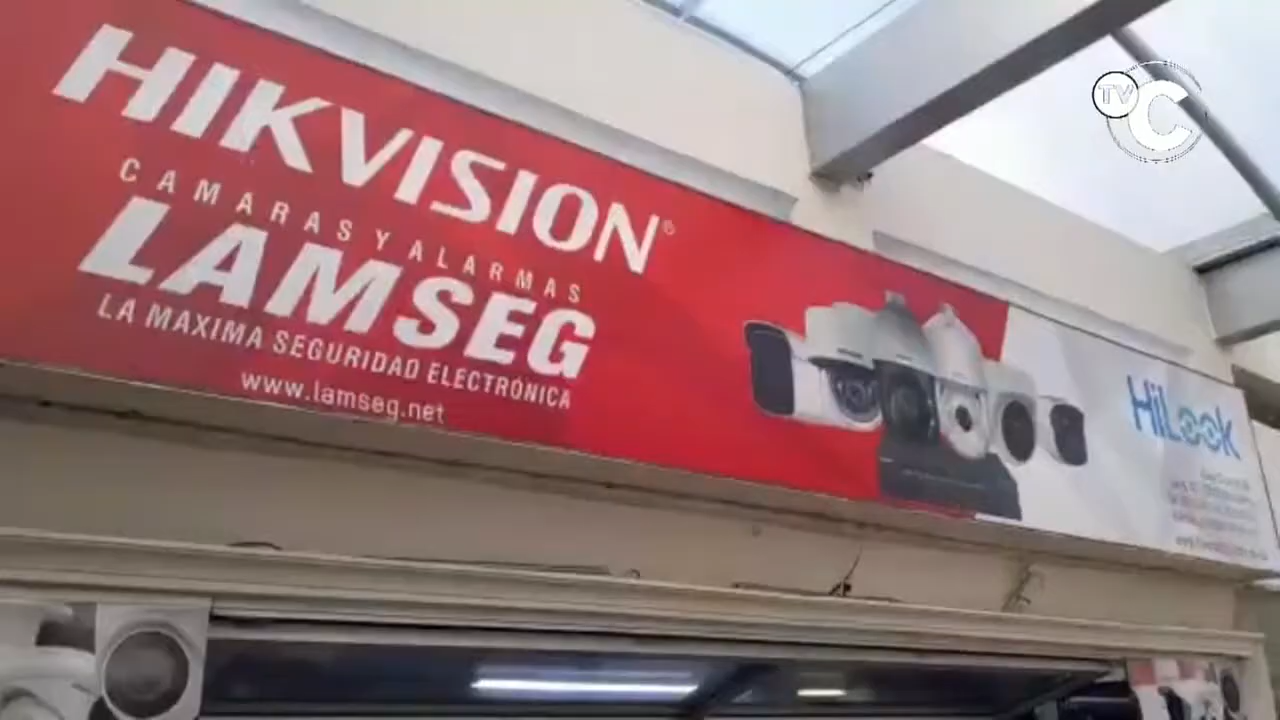 HIKVISION®
CAMARAS Y ALARMAS
LAMSEG
LA MAXIMA SEGURIDAD ELECTRÓNICA
www.lamseg.net
HiLook
TV C